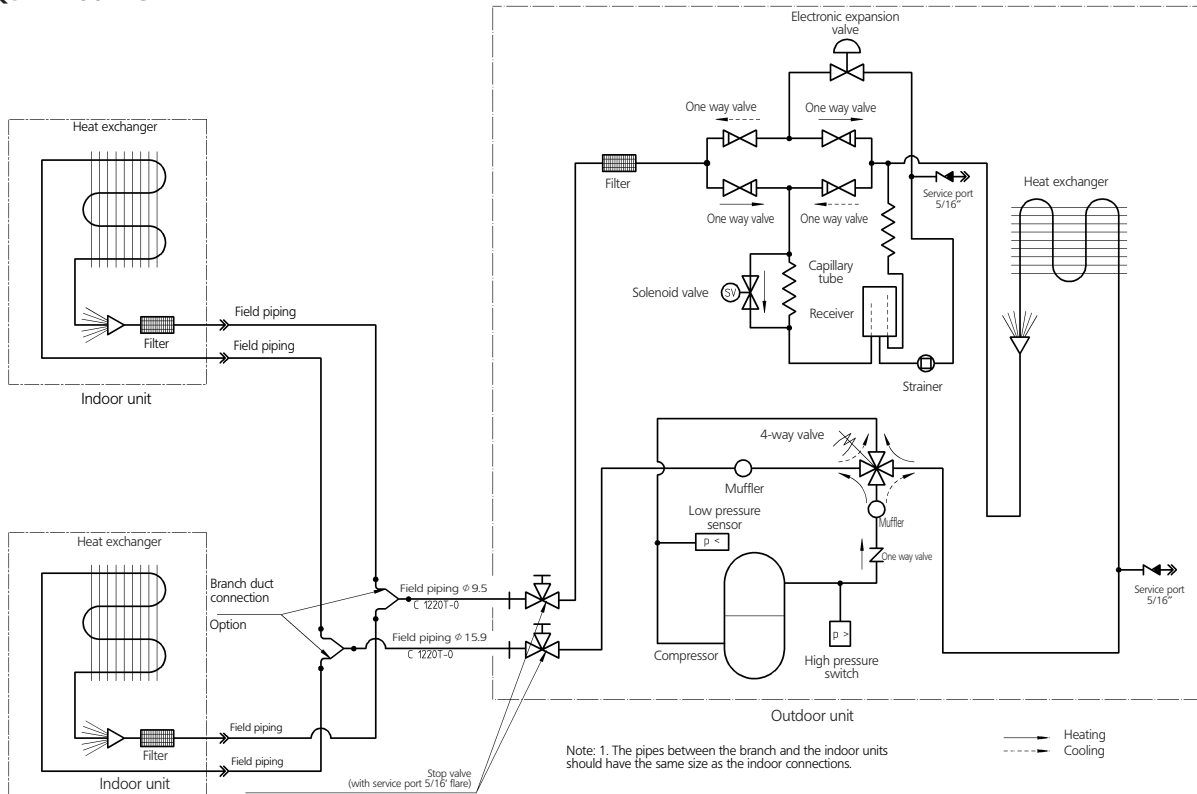 Electronic expansion
valve
One way valve
One way valve
Filter
One way valve
One way valve
Service port
5/16"
Heat exchanger
Heat exchanger
Solenoid valve
SV
Capillary
tube
Receiver
Strainer
Filter
Field piping
Field piping
Indoor unit
4-way valve
Muffler
Muffler
Low pressure
sensor
p <
One way valve
Heat exchanger
Branch duct
connection
Option
Field piping ø 9.5
C 1220T-0
Field piping ø 15.9
C 1220T-0
Compressor
p >
High pressure
switch
Service port
5/16"
Field piping
Filter
Field piping
Indoor unit
Stop valve
(with service port 5/16' flare)
Outdoor unit
Note: 1. The pipes between the branch and the indoor units
should have the same size as the indoor connections.
Heating
Cooling